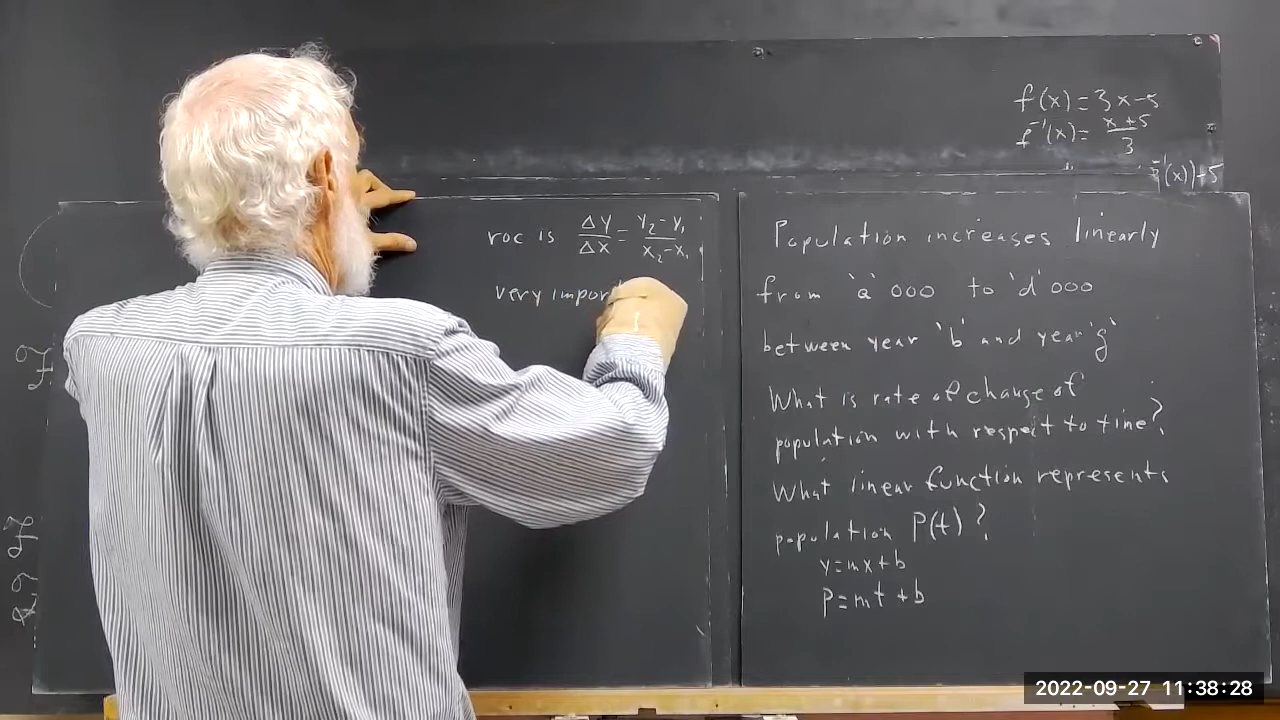 f(x) = 3x-5
f⁻¹(x) = (x+5)/3
⁻¹(x))+5
roc is Δy/Δx = (y₂-y₁)/(x₂-x₁)
very impor
Population increases linearly
from 'a' 000 to 'd' 000
between year 'b' and year 'g'
What is rate of change of
population with respect to time?
What linear function represents
population P(t)?
y=mx+b
P=mt+b
2022-09-27 11:38:28